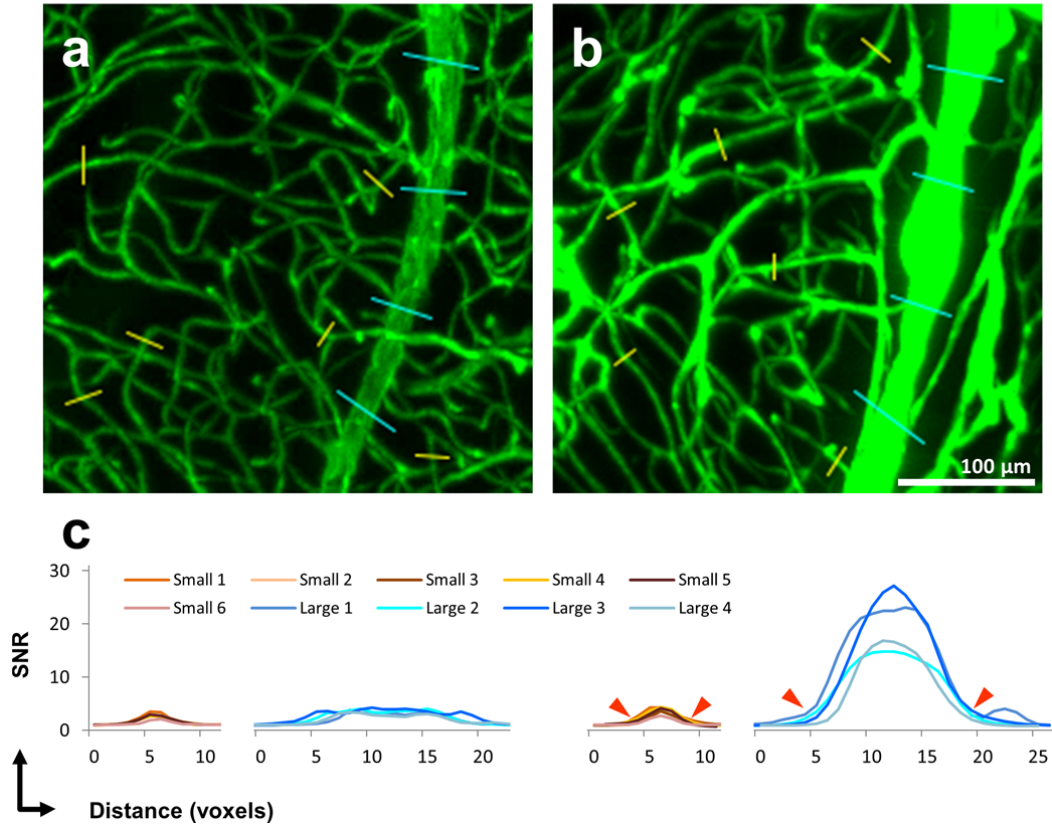 a
b
100 μm
c
30
20
10
0
SNR
Small 1 Small 2 Small 3 Small 4 Small 5
Small 6 Large 1 Large 2 Large 3 Large 4
0 5 10 0 5 10 15 20 0 5 10 0 5 10 15 20 25
Distance (voxels)